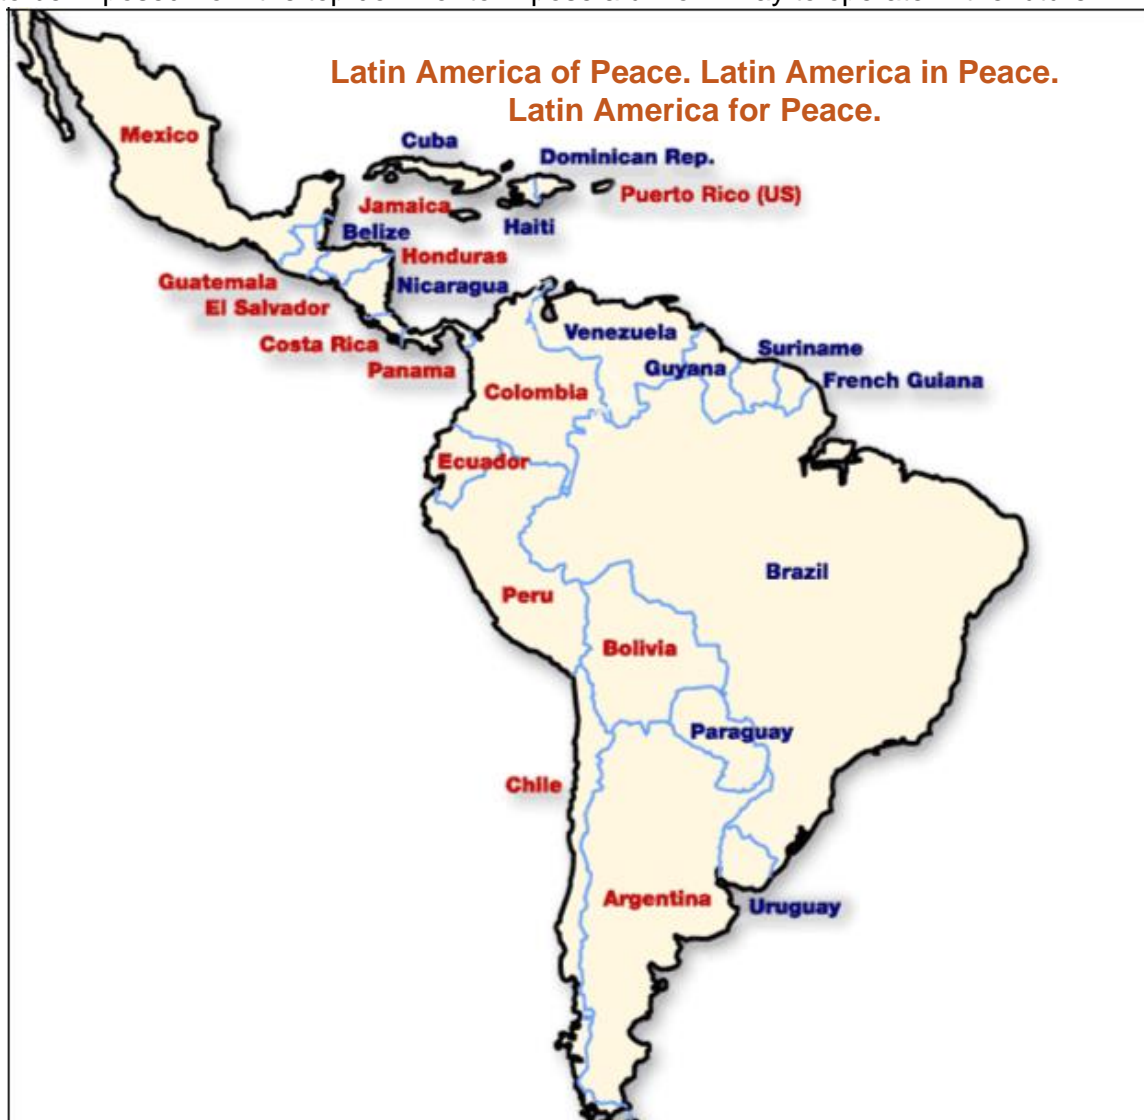 Latin America of Peace. Latin America in Peace.
Latin America for Peace.
Mexico
Cuba
Dominican Rep.
Puerto Rico (US)
Jamaica
Haiti
Belize
Honduras
Guatemala
Nicaragua
El Salvador
Costa Rica
Panama
Venezuela
Suriname
Guyana
French Guiana
Colombia
Ecuador
Brazil
Peru
Bolivia
Paraguay
Chile
Argentina
Uruguay